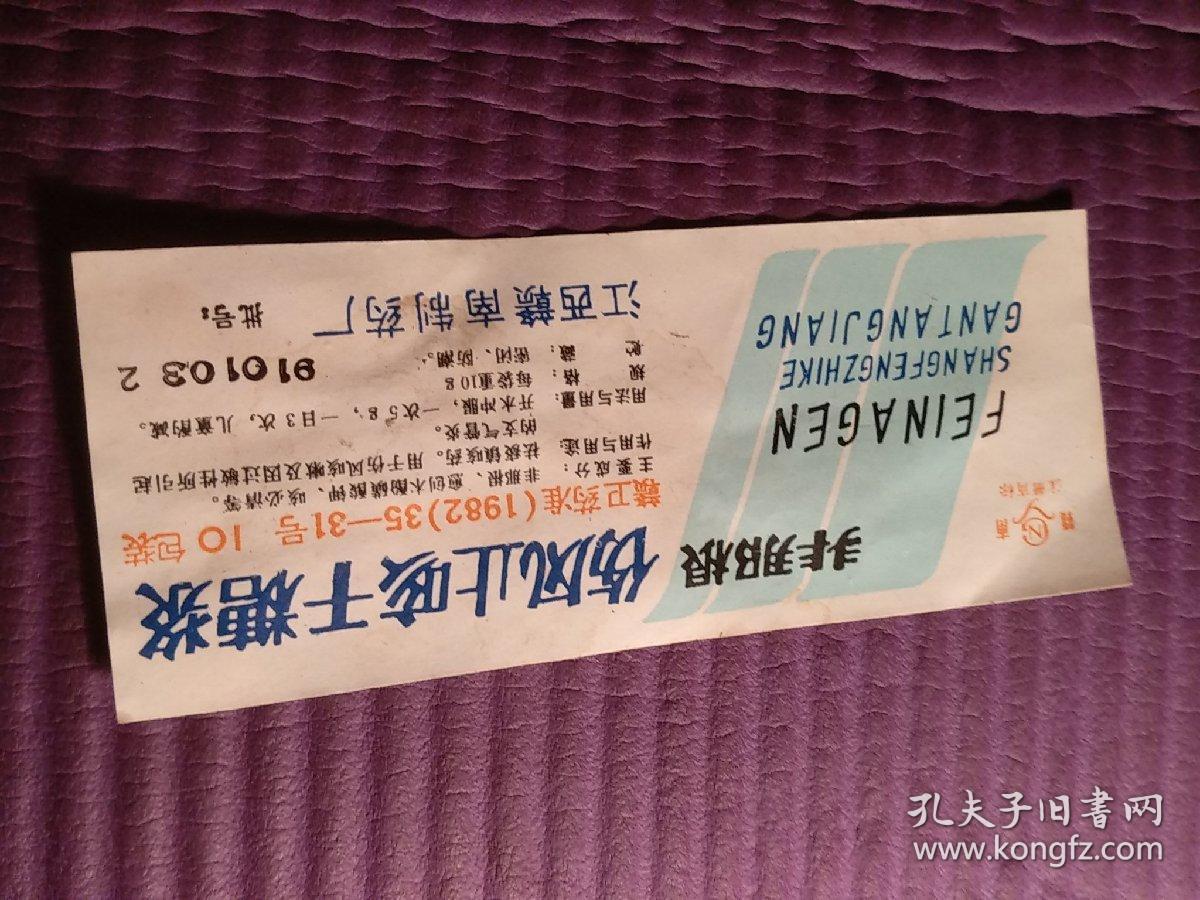 赣南
注册商标
非那根
伤风止咳干糖浆
赣卫药准(1982)35—31号 10包装
FEINAGEN
SHANGFENGZHIKE
GANTANGJIANG
主要成分:非那根、愈创木酚磺酸钾、咳必清等。
作用与用途:祛痰镇咳药。用于伤风咳嗽及因过敏性所引起
的支气管炎。
用法与用量:开水冲服,一次5g,一日3次,儿童酌减。
规 格:每袋重10g
贮 藏:密闭、防潮。
910103 2
江西赣南制药厂 批号:
孔夫子旧书网
www.kongfz.com